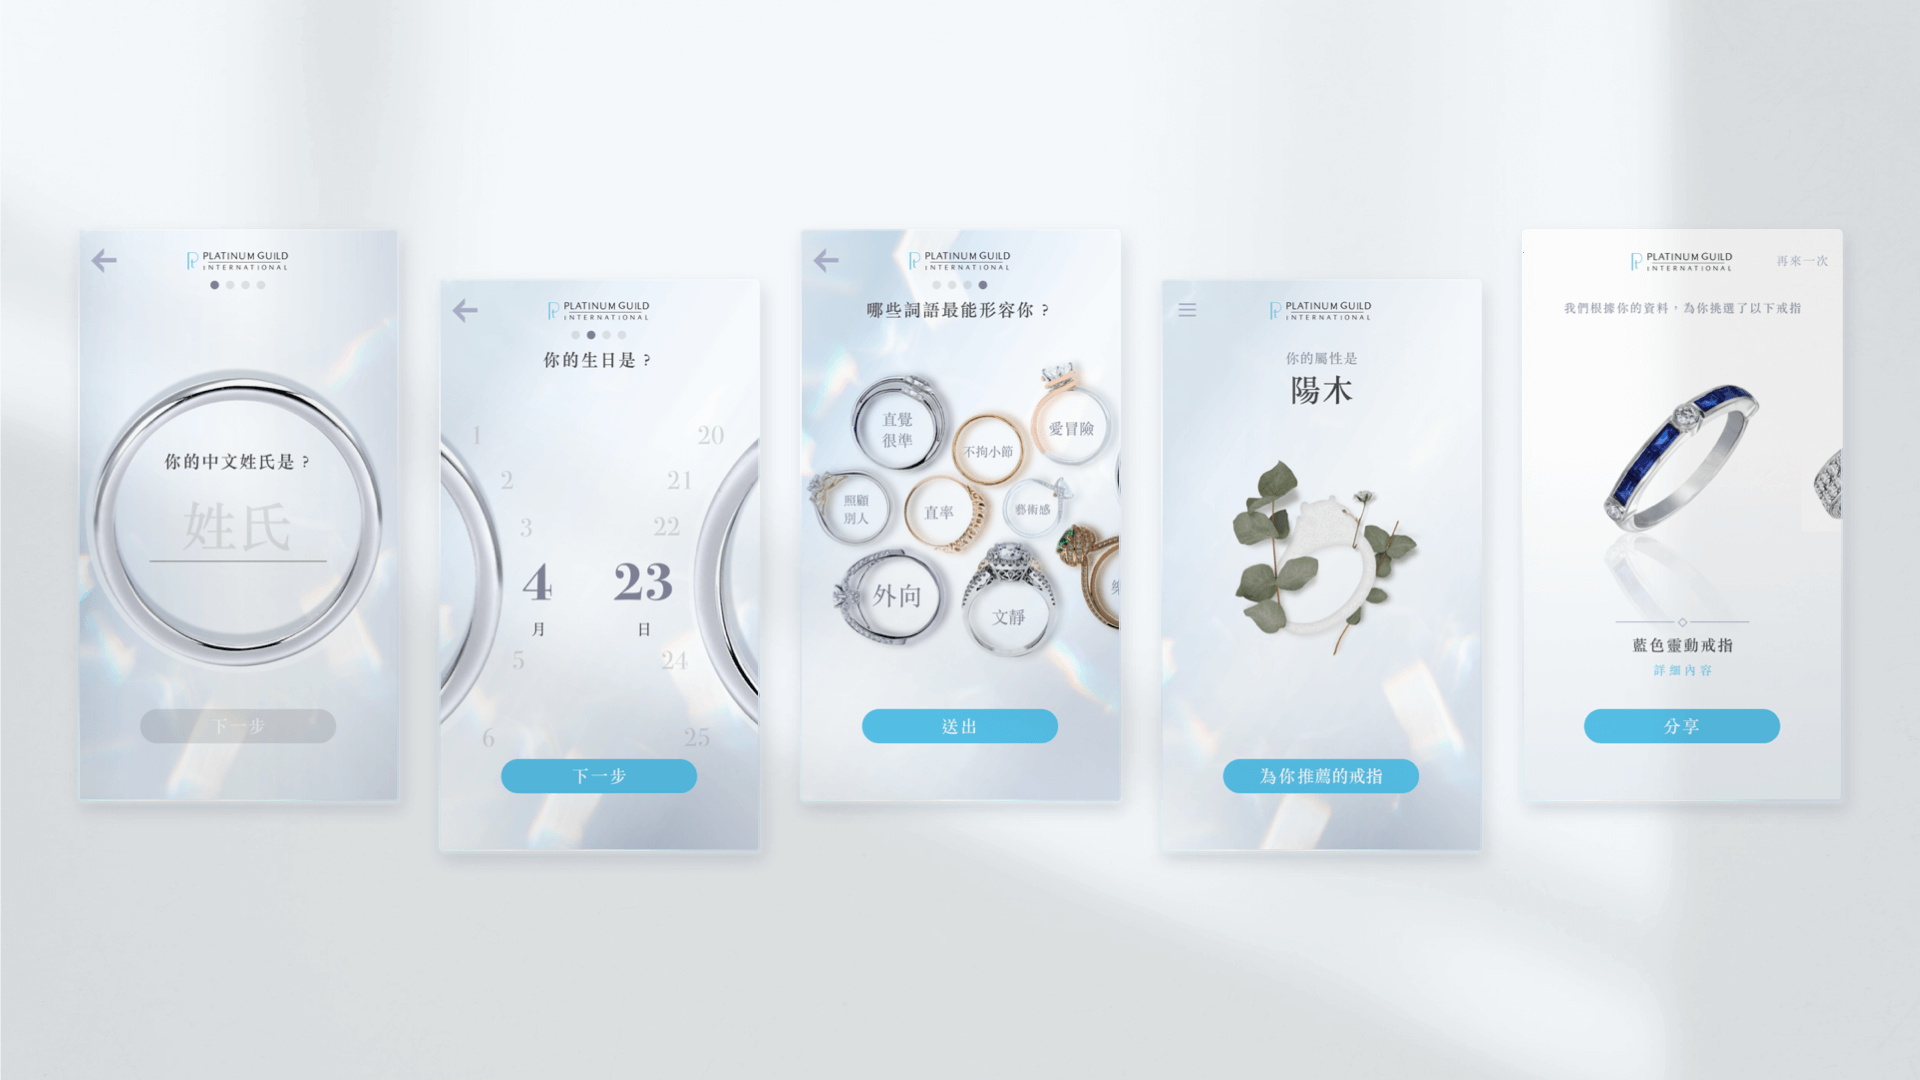 PLATINUM GUILD
INTERNATIONAL
你的中文姓氏是？
姓氏
下一步
PLATINUM GUILD
INTERNATIONAL
你的生日是？
1 20
2 21
3 22
4 23
月 日
5 24
6 25
下一步
PLATINUM GUILD
INTERNATIONAL
哪些詞語最能形容你？
直覺
很準
不拘小節
愛冒險
照顧
別人
直率
藝術感
外向
文靜
送出
PLATINUM GUILD
INTERNATIONAL
你的屬性是
陽木
為你推薦的戒指
PLATINUM GUILD
INTERNATIONAL
再來一次
我們根據你的資料，為你挑選了以下戒指
藍色靈動戒指
詳細內容
分享